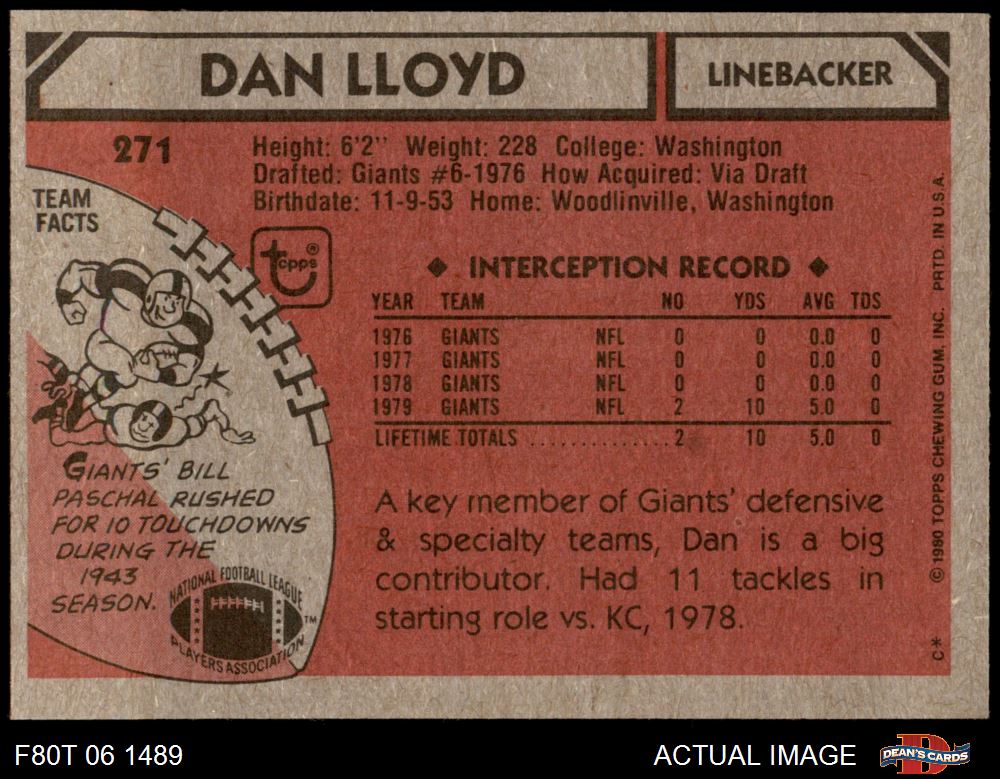 DAN LLOYD
LINEBACKER
271
Height: 6'2" Weight: 228 College: Washington
Drafted: Giants #6-1976 How Acquired: Via Draft
Birthdate: 11-9-53 Home: Woodlinville, Washington
TEAM
FACTS
topps®
◆ INTERCEPTION RECORD ◆
YEAR TEAM NO YDS AVG TDS
1976 GIANTS NFL 0 0 0.0 0
1977 GIANTS NFL 0 0 0.0 0
1978 GIANTS NFL 0 0 0.0 0
1979 GIANTS NFL 2 10 5.0 0
LIFETIME TOTALS ............... 2 10 5.0 0
A key member of Giants' defensive
& specialty teams, Dan is a big
contributor. Had 11 tackles in
starting role vs. KC, 1978.
GIANTS' BILL
PASCHAL RUSHED
FOR 10 TOUCHDOWNS
DURING THE
1943
SEASON.
NATIONAL FOOTBALL LEAGUE
PLAYERS ASSOCIATION
TM
© 1980 TOPPS CHEWING GUM, INC. PRTD. IN U.S.A.
C*
F80T 06 1489
ACTUAL IMAGE
DEAN'S CARDS